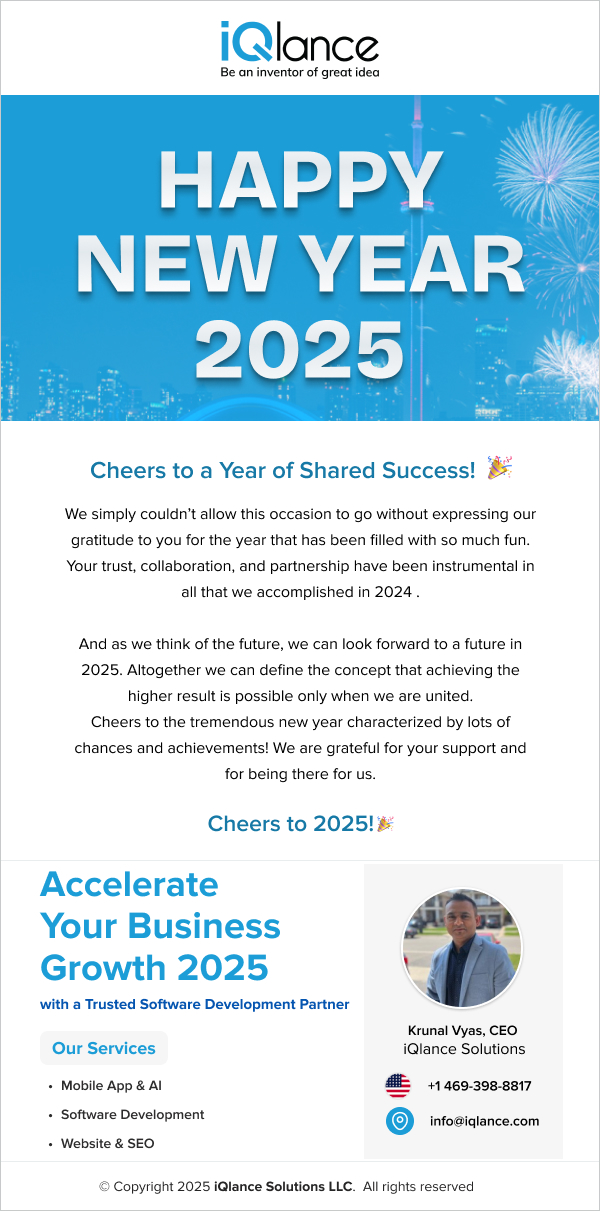 iQlance
Be an inventor of great idea
HAPPY
NEW YEAR
2025
Cheers to a Year of Shared Success! 🎉
We simply couldn’t allow this occasion to go without expressing our
gratitude to you for the year that has been filled with so much fun.
Your trust, collaboration, and partnership have been instrumental in
all that we accomplished in 2024 .
And as we think of the future, we can look forward to a future in
2025. Altogether we can define the concept that achieving the
higher result is possible only when we are united.
Cheers to the tremendous new year characterized by lots of
chances and achievements! We are grateful for your support and
for being there for us.
Cheers to 2025!🎉
Accelerate
Your Business
Growth 2025
with a Trusted Software Development Partner
Our Services
• Mobile App & AI
• Software Development
• Website & SEO
Krunal Vyas, CEO
iQlance Solutions
+1 469-398-8817
info@iqlance.com
© Copyright 2025 iQlance Solutions LLC.  All rights reserved